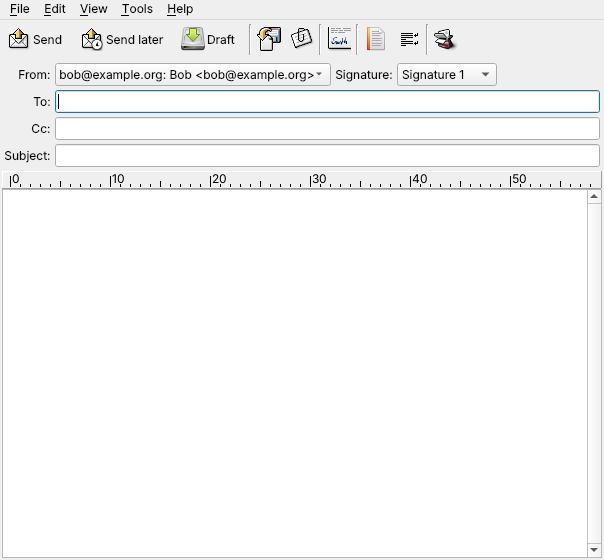 File Edit View Tools Help
Send Send later Draft Smith
From: bob@example.org: Bob <bob@example.org> Signature: Signature 1
To:
Cc:
Subject:
0 10 20 30 40 50